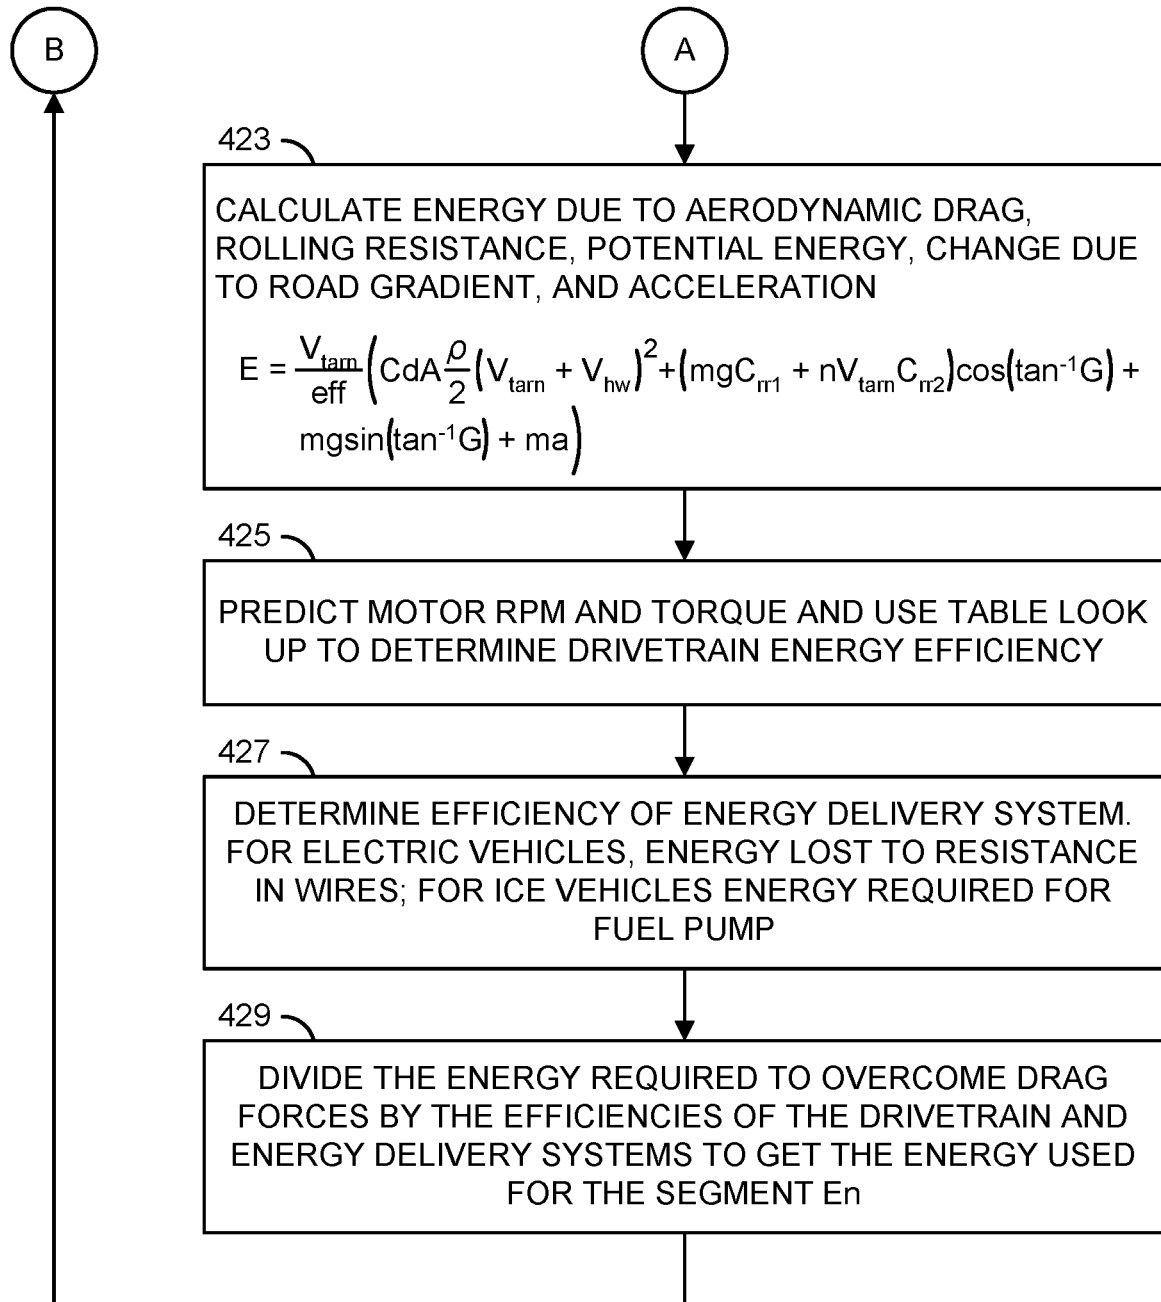 B
A
423
CALCULATE ENERGY DUE TO AERODYNAMIC DRAG,
ROLLING RESISTANCE, POTENTIAL ENERGY, CHANGE DUE
TO ROAD GRADIENT, AND ACCELERATION
E = V_tarn/eff (CdA ρ/2 (V_tarn + V_hw)^2 + (mgC_rr1 + nV_tarn C_rr2)cos(tan^-1 G) +
mgsin(tan^-1 G) + ma)
425
PREDICT MOTOR RPM AND TORQUE AND USE TABLE LOOK
UP TO DETERMINE DRIVETRAIN ENERGY EFFICIENCY
427
DETERMINE EFFICIENCY OF ENERGY DELIVERY SYSTEM.
FOR ELECTRIC VEHICLES, ENERGY LOST TO RESISTANCE
IN WIRES; FOR ICE VEHICLES ENERGY REQUIRED FOR
FUEL PUMP
429
DIVIDE THE ENERGY REQUIRED TO OVERCOME DRAG
FORCES BY THE EFFICIENCIES OF THE DRIVETRAIN AND
ENERGY DELIVERY SYSTEMS TO GET THE ENERGY USED
FOR THE SEGMENT En